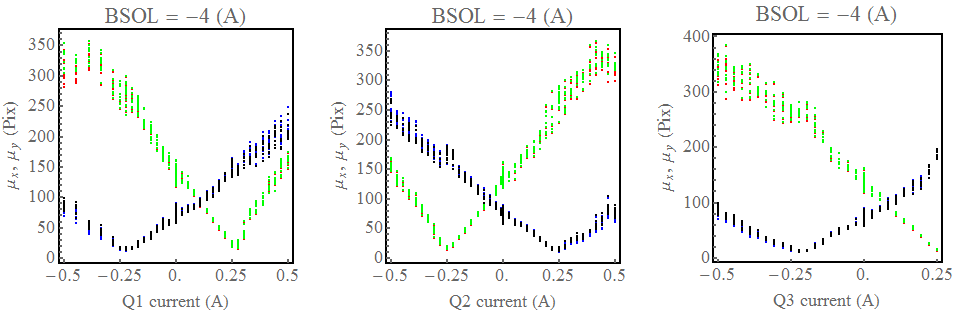 BSOL = −4 (A)
μx, μy (Pix)
350
300
250
200
150
100
50
0
−0.5 −0.25 0. 0.25 0.5
Q1 current (A)
BSOL = −4 (A)
μx, μy (Pix)
350
300
250
200
150
100
50
0
−0.5 −0.25 0. 0.25 0.5
Q2 current (A)
BSOL = −4 (A)
μx, μy (Pix)
400
300
200
100
0
−0.5 −0.25 0. 0.25
Q3 current (A)